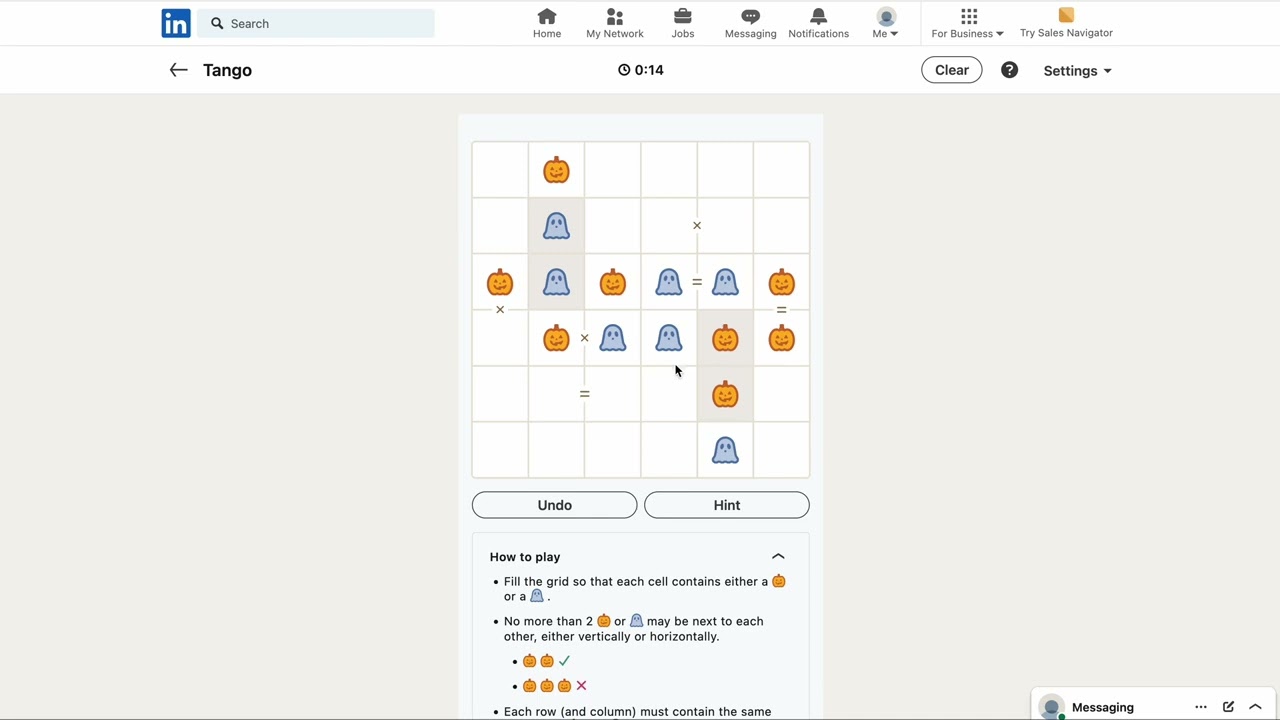 in
Search
Home
My Network
Jobs
Messaging
Notifications
Me
For Business
Try Sales Navigator
Tango
0:14
Clear
?
Settings
×
=
×
=
×
=
Undo
Hint
How to play
Fill the grid so that each cell contains either a
or a .
No more than 2 or may be next to each
other, either vertically or horizontally.
Each row (and column) must contain the same
Messaging